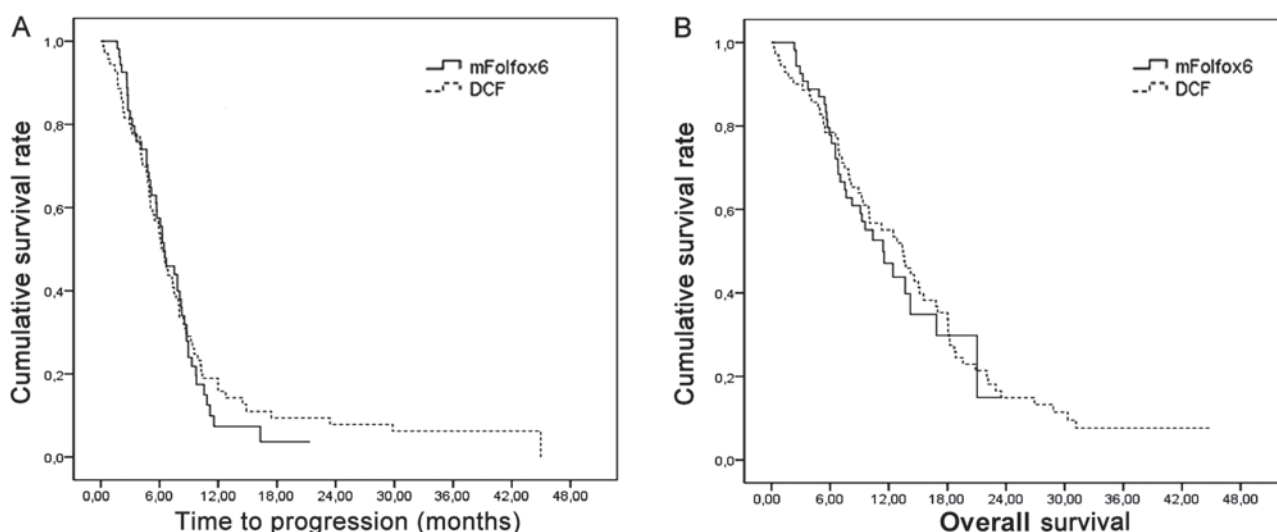 A
Cumulative survival rate
1,0
0,8
0,6
0,4
0,2
0,0
mFolfox6
DCF
0,00 6,00 12,00 18,00 24,00 30,00 36,00 42,00 48,00
Time to progression (months)
B
Cumulative survival rate
1,0
0,8
0,6
0,4
0,2
0,0
mFolfox6
DCF
0,00 6,00 12,00 18,00 24,00 30,00 36,00 42,00 48,00
Overall survival